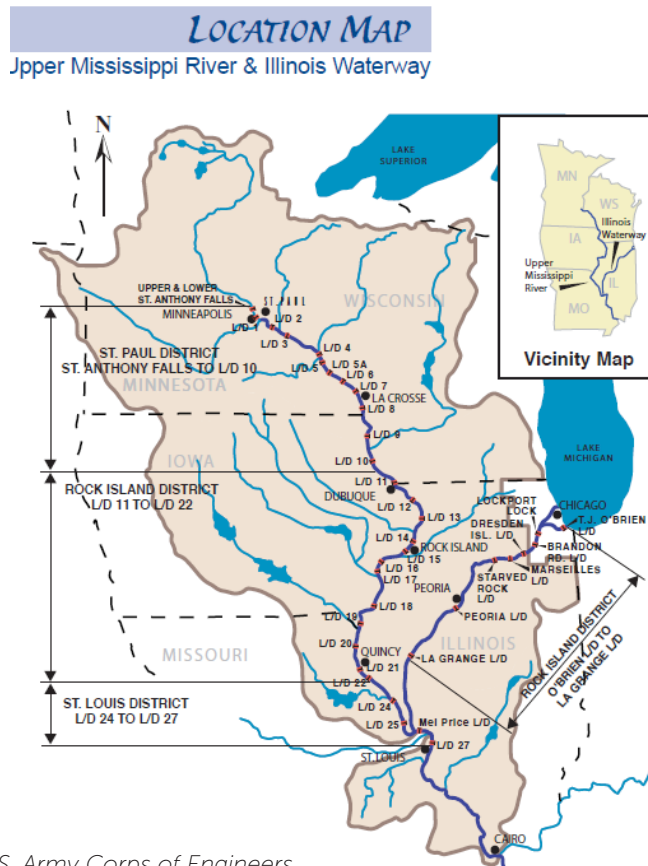 LOCATION MAP
Upper Mississippi River & Illinois Waterway
N
LAKE
SUPERIOR
MN
WS
Illinois
Waterway
IA
Upper
Mississippi
River
IL
MO
Vicinity Map
UPPER & LOWER
ST. ANTHONY FALLS
ST. PAUL
MINNEAPOLIS
WISCONSIN
L/D 1
L/D 2
L/D 3
L/D 4
L/D 5
L/D 5A
L/D 6
L/D 7
LA CROSSE
L/D 8
ST. PAUL DISTRICT
ST. ANTHONY FALLS TO L/D 10
MINNESOTA
L/D 9
L/D 10
IOWA
L/D 11
DUBUQUE
ROCK ISLAND DISTRICT
L/D 11 TO L/D 22
L/D 12
L/D 13
LAKE
MICHIGAN
LOCKPORT
LOCK
CHICAGO
T.J. O'BRIEN
L/D
DRESDEN
ISL. L/D
BRANDON
RD. L/D
MARSEILLES
L/D
STARVED
ROCK
L/D
L/D 14
ROCK ISLAND
L/D 15
L/D 16
L/D 17
PEORIA
PEORIA L/D
L/D 18
L/D 19
L/D 20
ILLINOIS
ROCK ISLAND DISTRICT
O'BRIEN L/D TO
LA GRANGE L/D
MISSOURI
QUINCY
LA GRANGE L/D
L/D 21
L/D 22
ST. LOUIS DISTRICT
L/D 24 TO L/D 27
L/D 24
L/D 25
Mel Price L/D
L/D 27
ST. LOUIS
CAIRO
S. Army Corps of Engineers